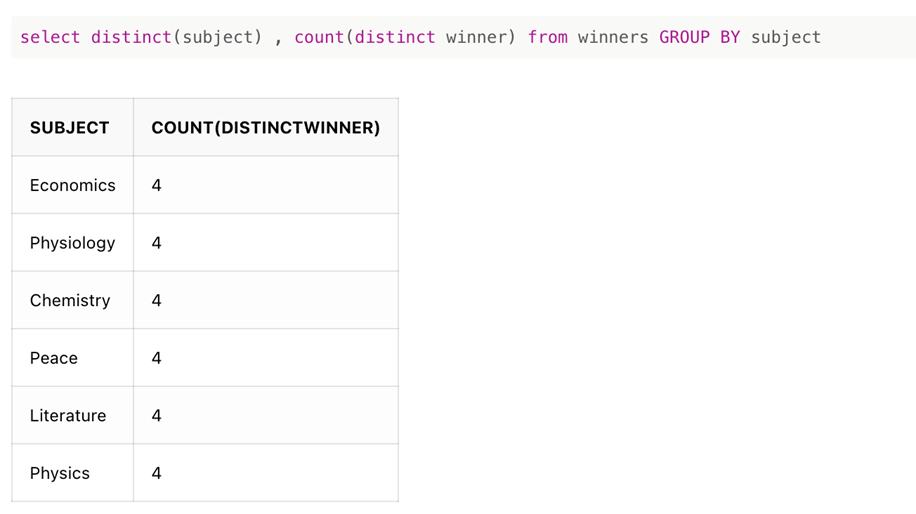 select distinct(subject) , count(distinct winner) from winners GROUP BY subject
SUBJECT COUNT(DISTINCTWINNER)
Economics 4
Physiology 4
Chemistry 4
Peace 4
Literature 4
Physics 4